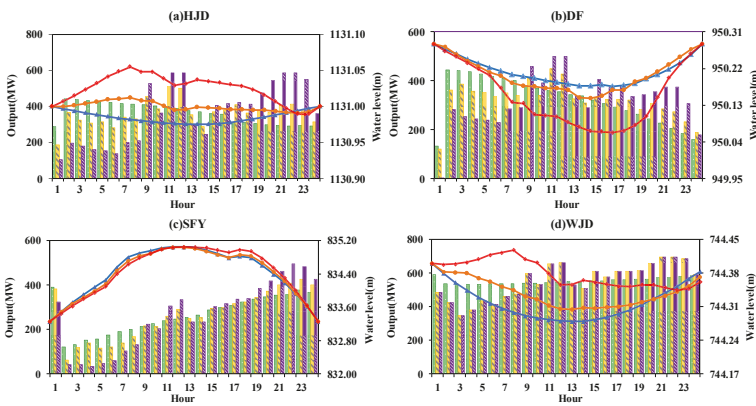 (a)HJD
800
600
400
200
0
Output(MW)
1131.10
1131.05
1131.00
1130.95
1130.90
Water level(m)
1 3 5 7 9 11 13 15 17 19 21 23
Hour
(b)DF
600
400
200
0
Output(MW)
950.31
950.22
950.13
950.04
949.95
Water level(m)
1 3 5 7 9 11 13 15 17 19 21 23
Hour
(c)SFY
600
400
200
0
Output(MW)
835.20
834.40
833.60
832.80
832.00
Water level(m)
1 3 5 7 9 11 13 15 17 19 21 23
Hour
(d)WJD
800
700
600
500
400
300
200
100
0
Output(MW)
744.45
744.38
744.31
744.24
744.17
Water level(m)
1 3 5 7 9 11 13 15 17 19 21 23
Hour